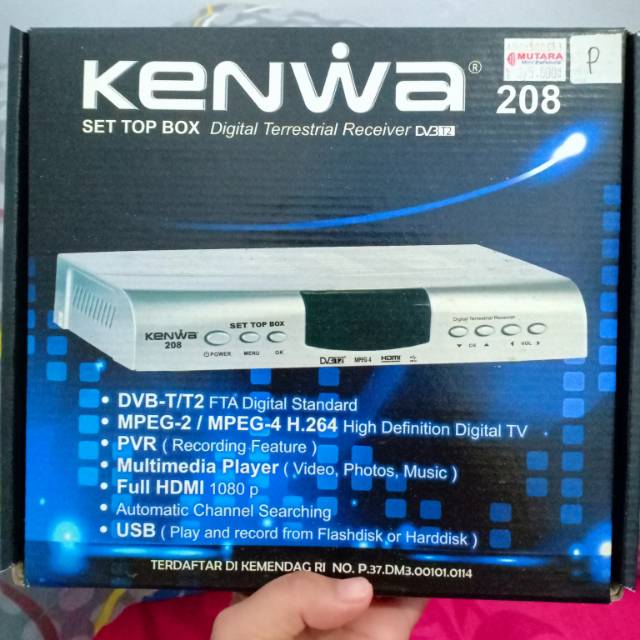 KENWA®
208
MUTARA
P
SET TOP BOX Digital Terrestrial Receiver DVB T2
KENWA
208
SET TOP BOX
POWER
MENU
OK
DVB T2
MPEG-4
HDMI
Digital Terrestrial Receiver
CH
VOL
• DVB-T/T2 FTA Digital Standard
• MPEG-2 / MPEG-4 H.264 High Definition Digital TV
• PVR ( Recording Feature )
• Multimedia Player ( Video, Photos, Music )
• Full HDMI 1080 p
• Automatic Channel Searching
• USB ( Play and record from Flashdisk or Harddisk )
TERDAFTAR DI KEMENDAG RI NO. P.37.DM3.00101.0114